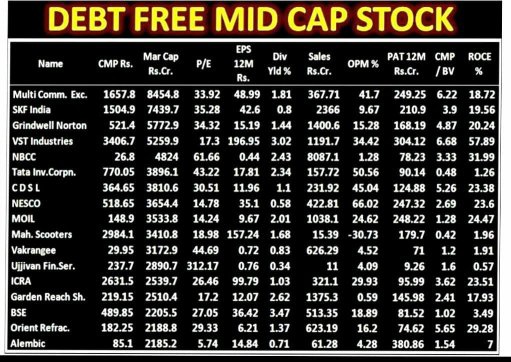 DEBT FREE MID CAP STOCK
Name CMP Rs. Mar Cap Rs.Cr. P/E EPS 12M Rs. Div Yld % Sales Rs.Cr. OPM % PAT 12M Rs.Cr. CMP / BV ROCE %
Multi Comm. Exc. 1657.8 8454.8 33.92 48.99 1.81 367.71 41.7 249.25 6.22 18.72
SKF India 1504.9 7439.7 35.28 42.6 0.8 2366 9.67 210.9 3.9 19.56
Grindwell Norton 521.4 5772.9 34.32 15.19 1.44 1400.6 15.28 168.19 4.87 20.24
VST Industries 3406.7 5259.9 17.3 196.95 3.02 1191.7 34.42 304.12 6.68 57.89
NBCC 26.8 4824 61.66 0.44 2.43 8087.1 1.28 78.23 3.33 31.99
Tata Inv.Corpn. 770.05 3896.1 43.22 17.81 2.34 157.72 50.56 90.14 0.48 1.26
C D S L 364.65 3810.6 30.51 11.96 1.1 231.92 45.04 124.88 5.26 23.38
NESCO 518.65 3654.4 14.78 35.1 0.58 422.81 66.02 247.32 2.69 23.6
MOIL 148.9 3533.8 14.24 9.67 2.01 1038.1 24.62 248.22 1.28 24.47
Mah. Scooters 2984.1 3410.8 18.98 157.24 1.68 15.39 -30.73 179.7 0.42 1.96
Vakrangee 29.95 3172.9 44.69 0.72 0.83 626.29 4.52 71 1.2 1.91
Ujjivan Fin.Ser. 237.7 2890.7 312.17 0.76 0.34 11 4.09 9.26 1.6 0.57
ICRA 2631.5 2539.7 26.46 99.79 1.03 321.1 29.93 95.99 3.62 23.51
Garden Reach Sh. 219.15 2510.4 17.2 12.07 2.62 1375.3 0.59 145.98 2.41 17.93
BSE 489.85 2205.5 27.05 36.42 3.47 513.35 18.89 81.52 1.02 3.49
Orient Refrac. 182.25 2188.8 29.33 6.21 1.37 623.19 16.2 74.62 5.65 29.28
Alembic 85.1 2185.2 5.74 14.84 0.71 61.28 4.28 380.86 1.54 7